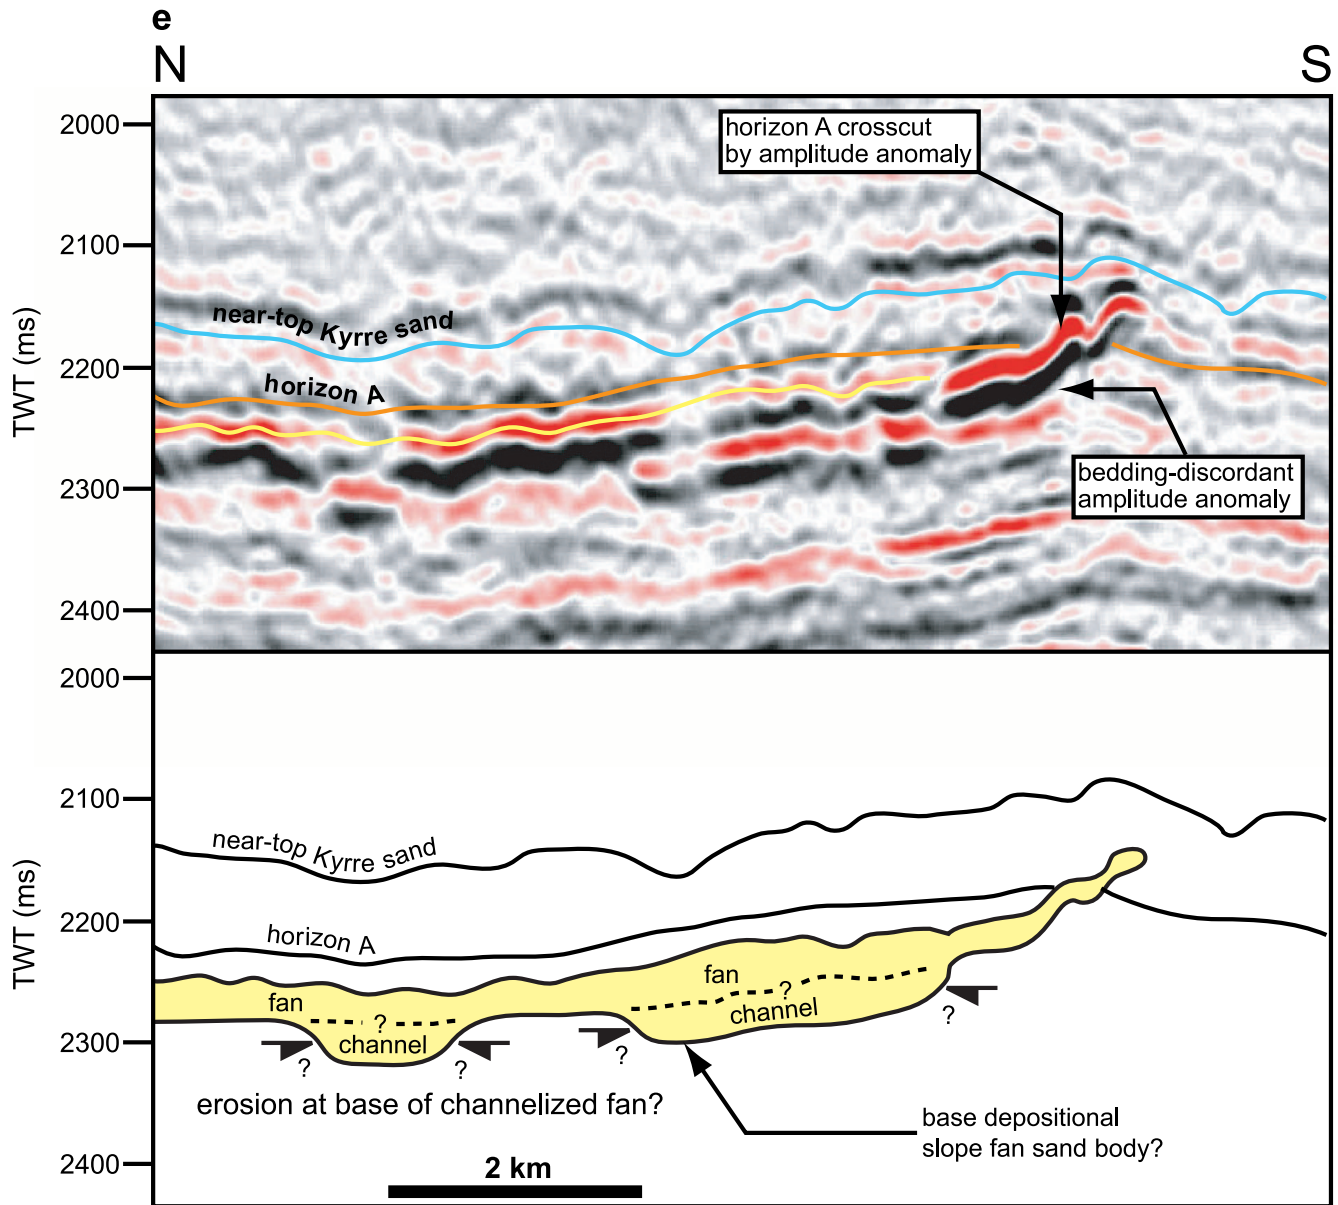 e
N
S
TWT (ms)
2000
2100
2200
2300
2400
horizon A crosscut
by amplitude anomaly
near-top Kyrre sand
horizon A
bedding-discordant
amplitude anomaly
TWT (ms)
2000
2100
2200
2300
2400
near-top Kyrre sand
horizon A
fan
?
channel
?
?
fan
?
channel
?
?
erosion at base of channelized fan?
base depositional
slope fan sand body?
2 km